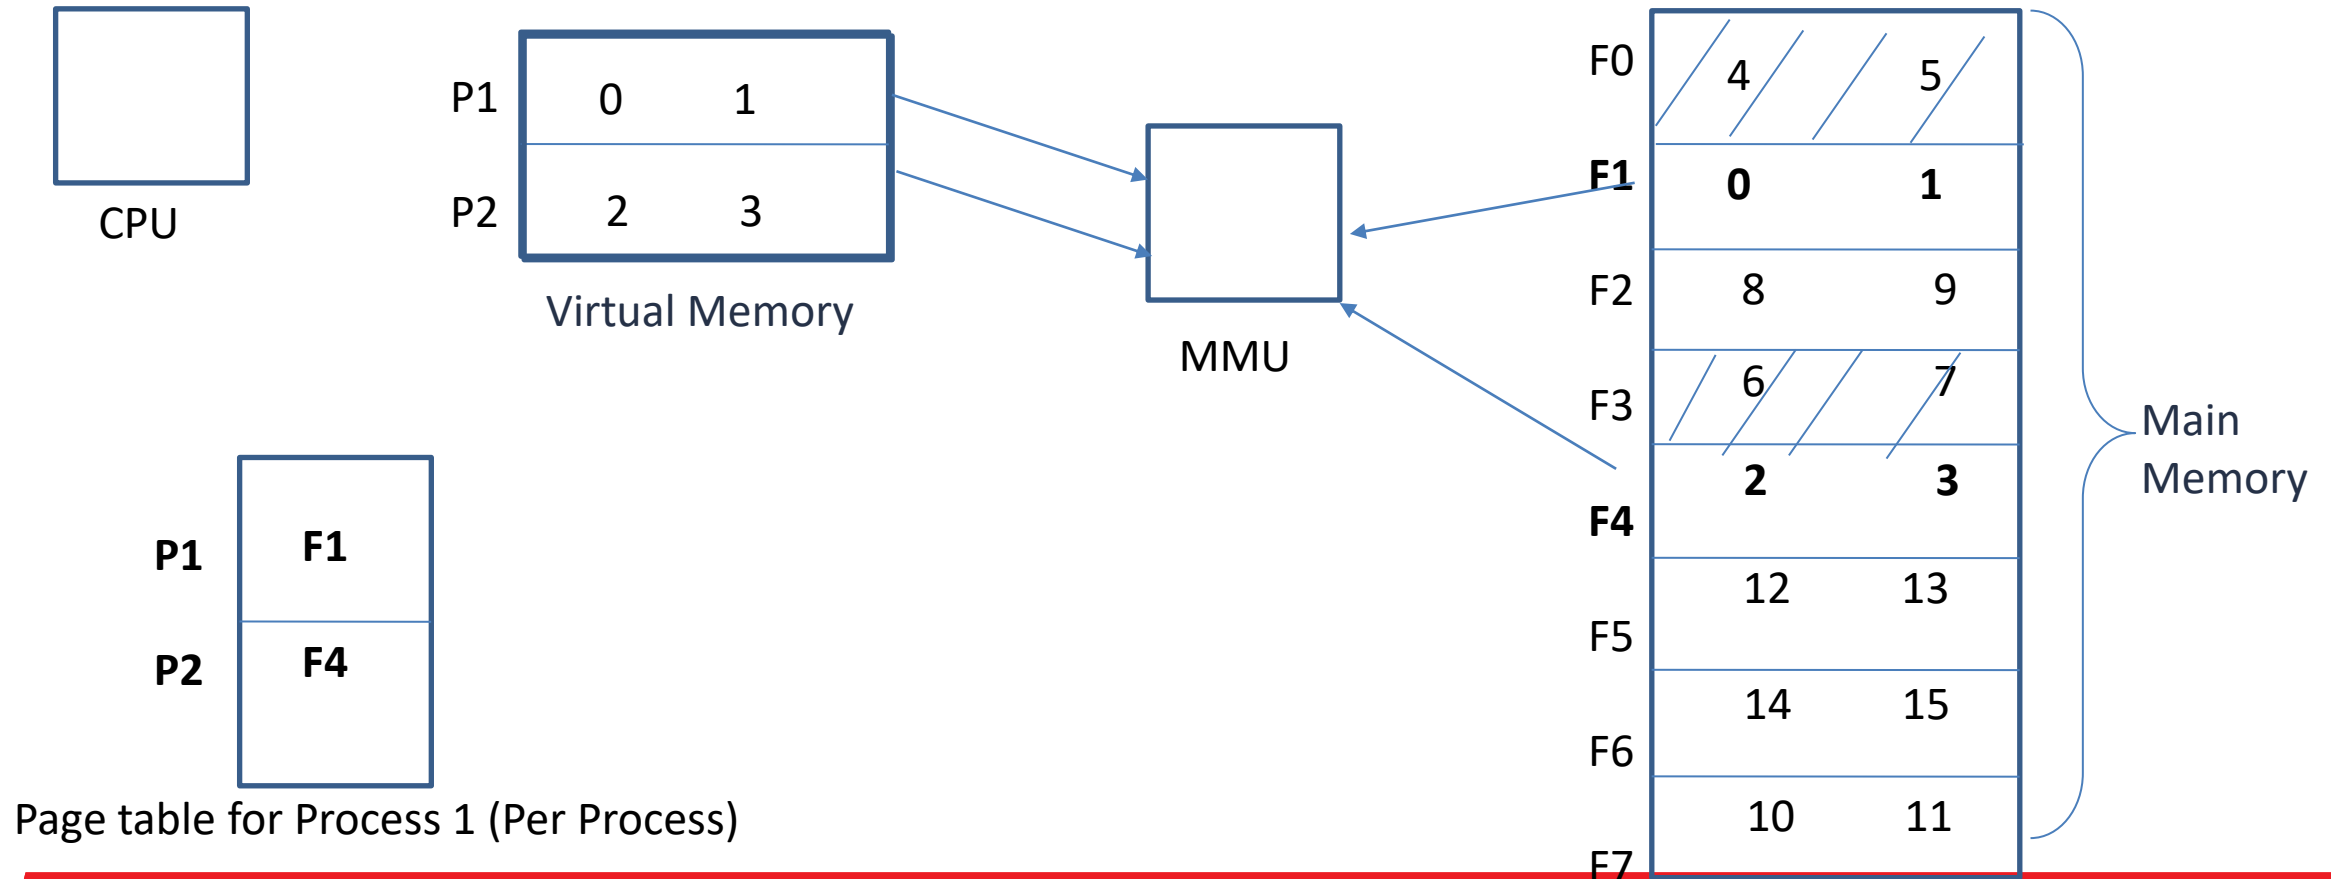 CPU
P1 0 1
P2 2 3
Virtual Memory
MMU
F0 4 5
F1 0 1
F2 8 9
F3 6 7
F4 2 3
F5 12 13
F6 14 15
F7 10 11
Main
Memory
P1 F1
P2 F4
Page table for Process 1 (Per Process)